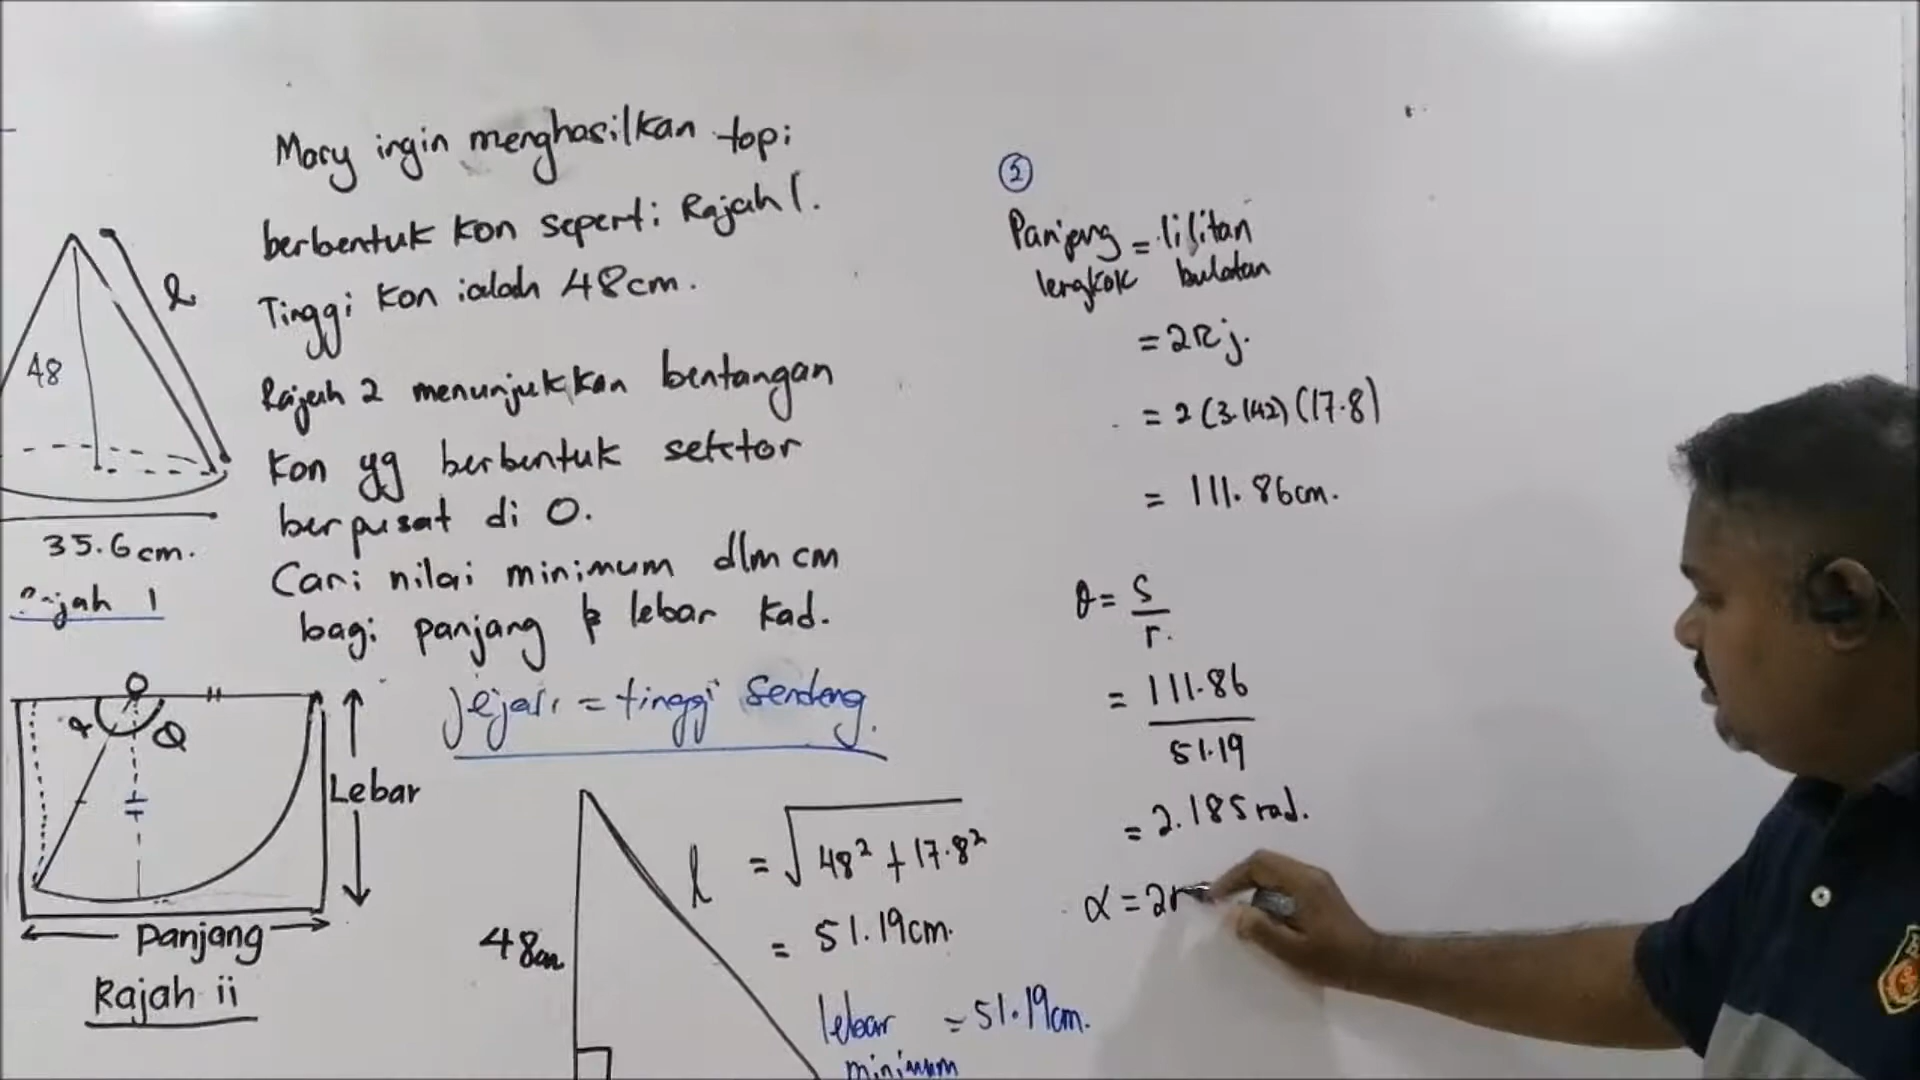 Mary ingin menghasilkan topi
berbentuk kon seperti Rajah 1.
Tinggi kon ialah 48cm.
Rajah 2 menunjukkan bentangan
kon yg berbentuk sektor
berpusat di O.
Cari nilai minimum dlm cm
bagi panjang & lebar kad.
jejari = tinggi sendeng.
l
48
35.6cm.
Rajah 1
O
α θ
Lebar
Panjang
Rajah ii
48cm
l = √48² + 17.8²
= 51.19cm.
lebar = 51.19cm.
minimum
②
Panjang = lilitan
lengkok bulatan
= 2πj.
= 2(3.142)(17.8)
= 111.86cm.
θ = s
r.
= 111.86
51.19
= 2.185 rad.
α = 2